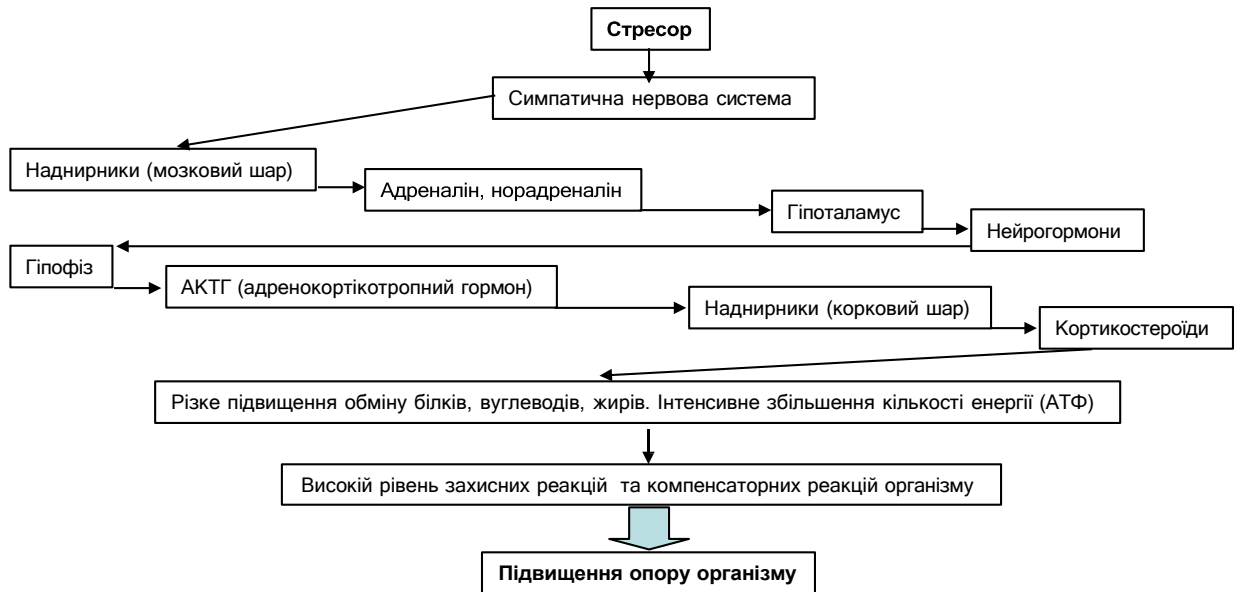 Стресор
Симпатична нервова система
Наднирники (мозковий шар)
Адреналін, норадреналін
Гіпоталамус
Нейрогормони
Гіпофіз
АКТГ (адренокортікотропний гормон)
Наднирники (корковий шар)
Кортикостероїди
Різке підвищення обміну білків, вуглеводів, жирів. Інтенсивне збільшення кількості енергії (АТФ)
Високій рівень захисних реакцій та компенсаторних реакцій організму
Підвищення опору організму